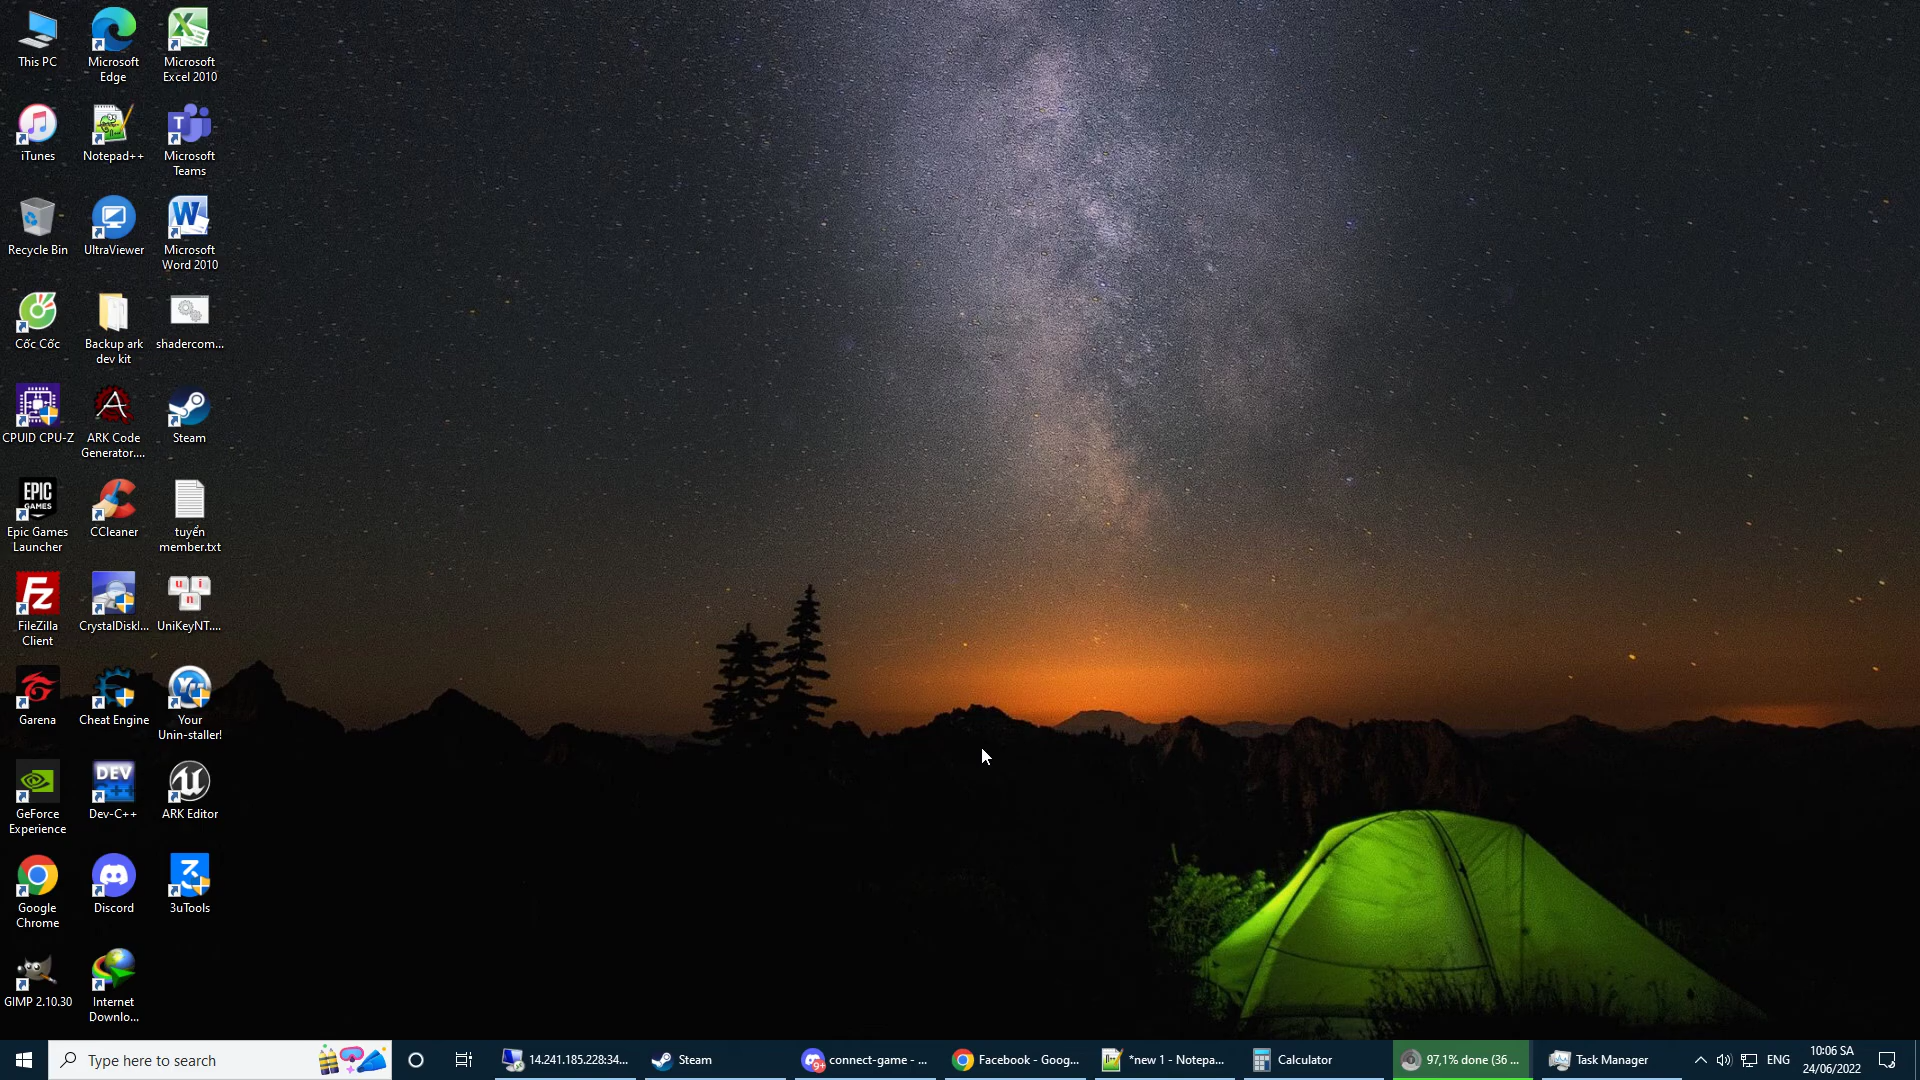 This PC
Microsoft
Edge
Microsoft
Excel 2010
iTunes
Notepad++
Microsoft
Teams
Recycle Bin
UltraViewer
Microsoft
Word 2010
Cốc Cốc
Backup ark
dev kit
shadercom...
CPUID CPU-Z
ARK Code
Generator....
Steam
EPIC
GAMES
Epic Games
Launcher
CCleaner
tuyển
member.txt
FileZilla
Client
CrystalDiskI...
UniKeyNT....
Garena
Cheat Engine
Your
Unin-staller!
GeForce
Experience
DEV
Dev-C++
ARK Editor
Google
Chrome
Discord
3uTools
GIMP 2.10.30
Internet
Downlo...
Type here to search
14.241.185.228:34...
Steam
9+
connect-game - ...
Facebook - Goog...
*new 1 - Notepa...
Calculator
97,1% done (36 ...
Task Manager
ENG
10:06 SA
24/06/2022